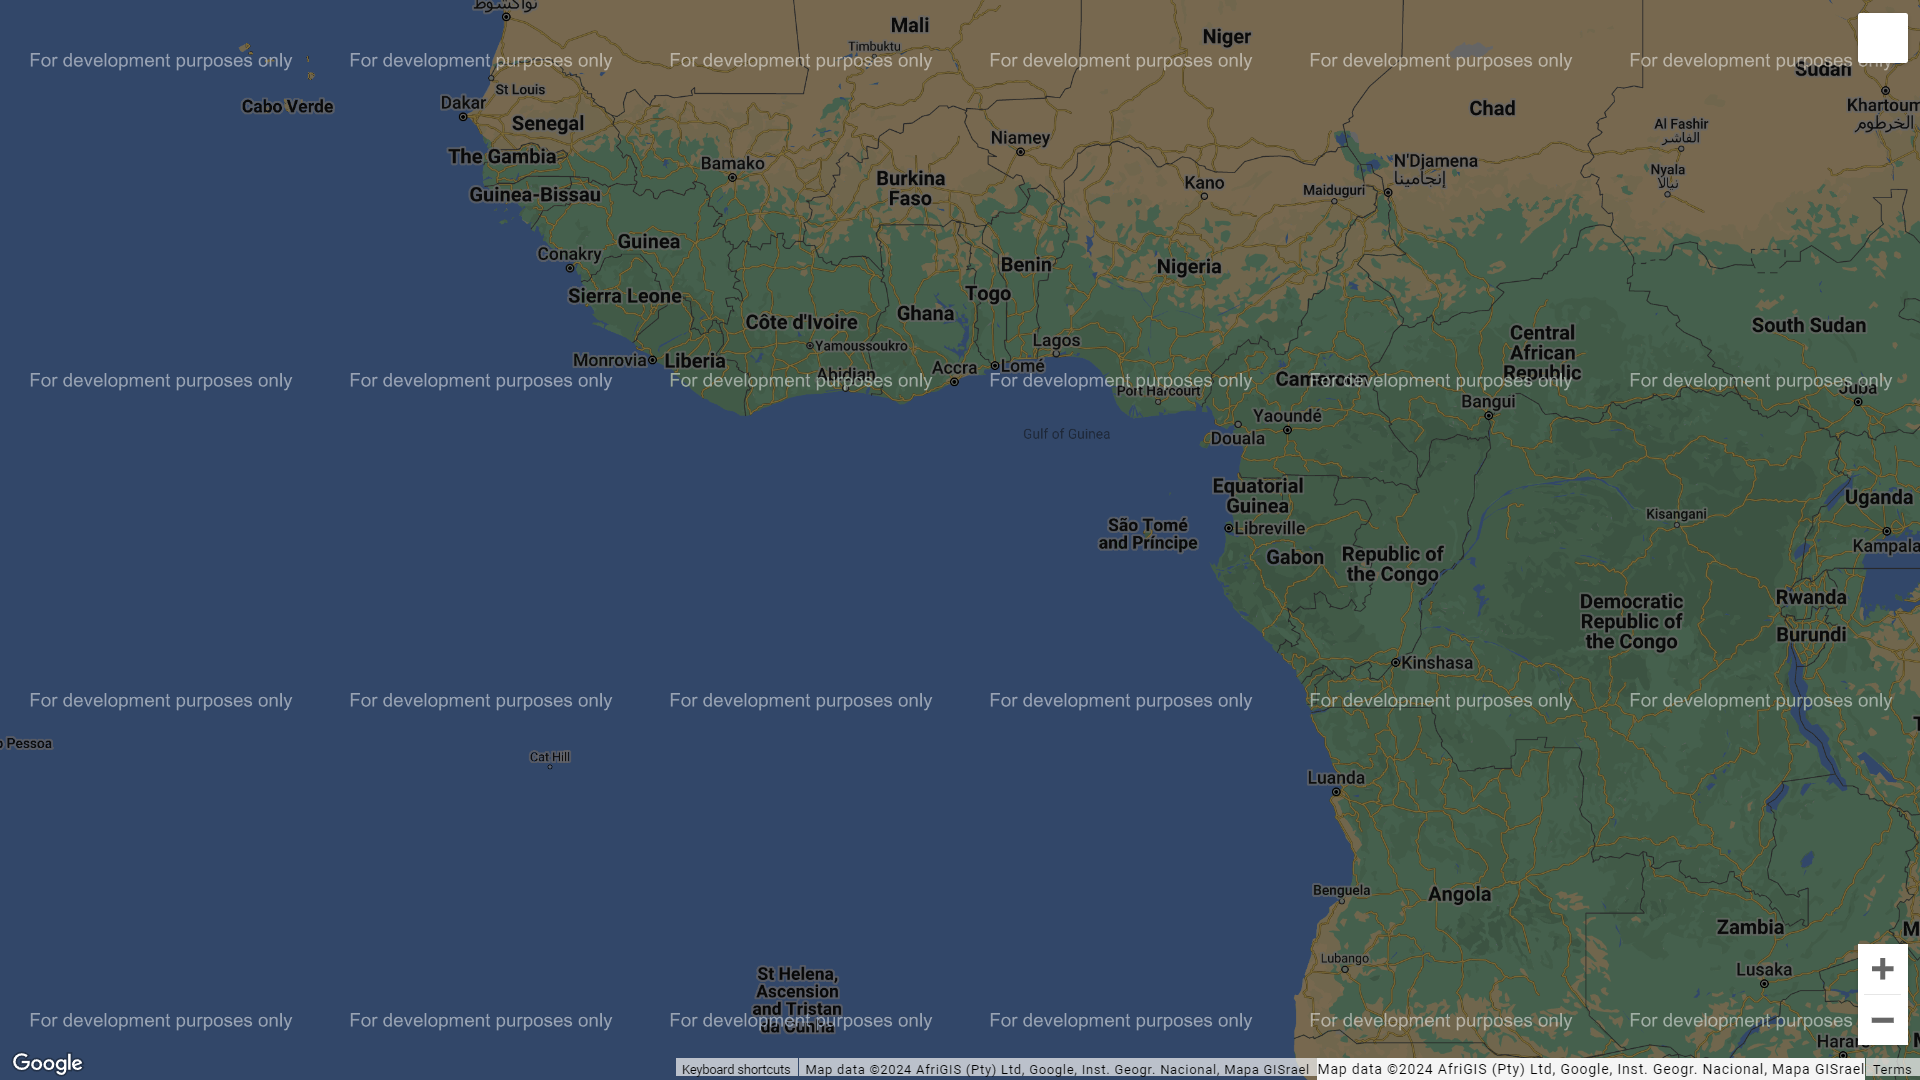 نواكشوط
Mali
Timbuktu
Niger
For development purposes only
For development purposes only
For development purposes only
For development purposes only
For development purposes only
For development purposes only
Sudan
St Louis
Cabo Verde
Dakar
Senegal
Chad
Khartoum
الخرطوم
Al Fashir
الفاشر
Niamey
The Gambia
Bamako
N'Djamena
إنجامينا
Nyala
نيالا
Burkina
Faso
Kano
Maiduguri
Guinea-Bissau
Guinea
Conakry
Benin
Nigeria
Sierra Leone
Togo
Ghana
Côte d'Ivoire
Yamoussoukro
Lagos
Central
African
Republic
South Sudan
Monrovia
Liberia
Abidjan
Accra
Lomé
Cameroon
For development purposes only
For development purposes only
For development purposes only
For development purposes only
For development purposes only
For development purposes only
Juba
Port Harcourt
Bangui
Yaoundé
Douala
Gulf of Guinea
Equatorial
Guinea
Uganda
Kisangani
São Tomé
and Príncipe
Libreville
Kampala
Gabon
Republic of
the Congo
Democratic
Republic of
the Congo
Rwanda
Burundi
Kinshasa
For development purposes only
For development purposes only
For development purposes only
For development purposes only
For development purposes only
For development purposes only
o Pessoa
Cat Hill
Luanda
Benguela
Angola
Zambia
Lubango
Lusaka
St Helena,
Ascension
and Tristan
da Cunha
For development purposes only
For development purposes only
For development purposes only
For development purposes only
For development purposes only
For development purposes
Harare
Google
Keyboard shortcuts
Map data ©2024 AfriGIS (Pty) Ltd, Google, Inst. Geogr. Nacional, Mapa GISrael
Map data ©2024 AfriGIS (Pty) Ltd, Google, Inst. Geogr. Nacional, Mapa GISrael
Terms